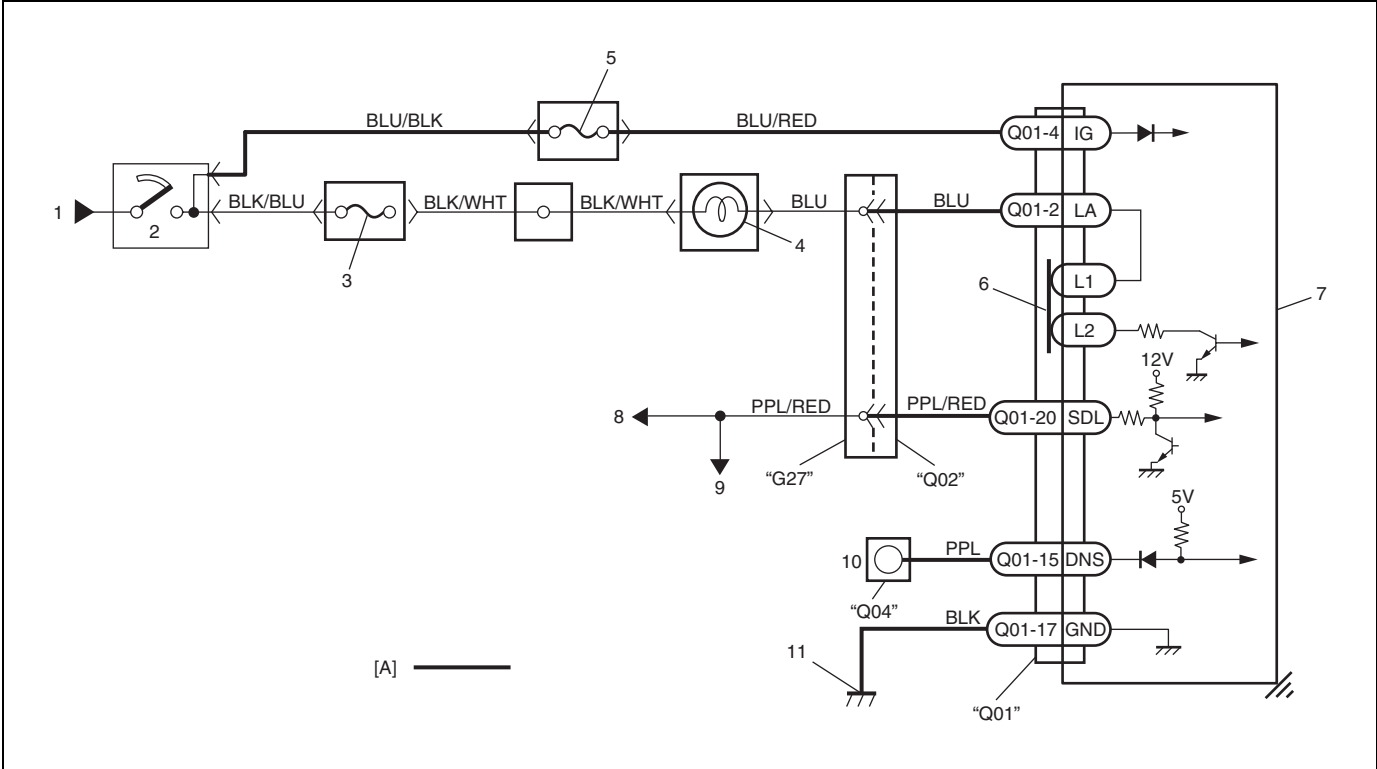 5
BLU/BLK
BLU/RED
Q01-4
IG
1
2
BLK/BLU
BLK/WHT
BLK/WHT
BLU
BLU
Q01-2
LA
3
4
6
L1
7
L2
12V
8
PPL/RED
PPL/RED
Q01-20
SDL
9
“G27”
“Q02”
5V
10
PPL
Q01-15
DNS
“Q04”
BLK
Q01-17
GND
11
[A]
“Q01”